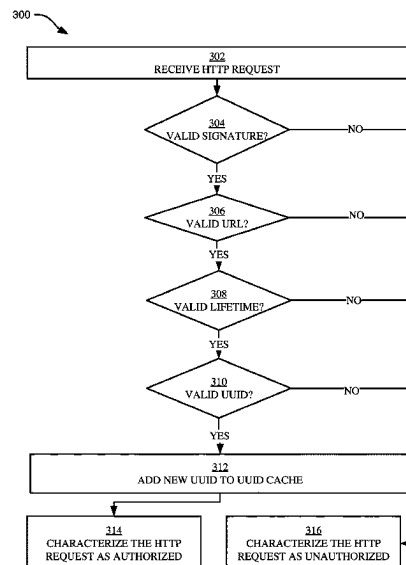 300
302
RECEIVE HTTP REQUEST
304
VALID SIGNATURE?
NO
YES
306
VALID URL?
NO
YES
308
VALID LIFETIME?
NO
YES
310
VALID UUID?
NO
YES
312
ADD NEW UUID TO UUID CACHE
314
CHARACTERIZE THE HTTP
REQUEST AS AUTHORIZED
316
CHARACTERIZE THE HTTP
REQUEST AS UNAUTHORIZED